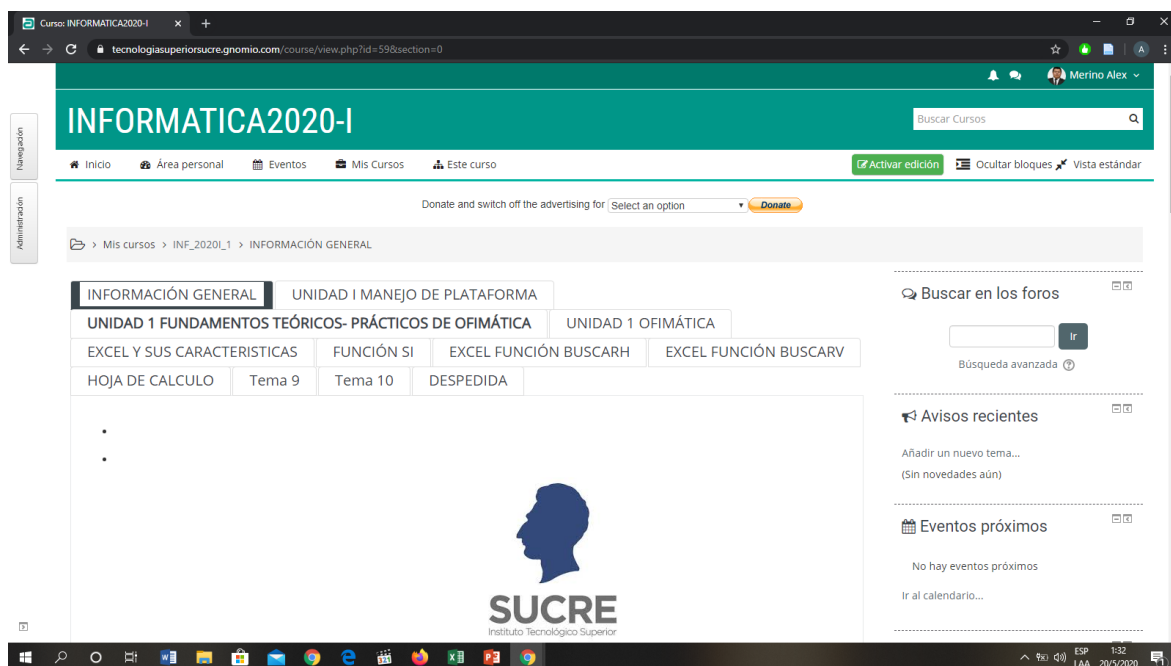 Curso: INFORMATICA2020-I
tecnologiasuperiorsucre.gnomio.com/course/view.php?id=59&section=0
A
Merino Alex
INFORMATICA2020-I
Buscar Cursos
Navegación
Inicio Área personal Eventos Mis Cursos Este curso
Activar edición Ocultar bloques Vista estándar
Administración
Donate and switch off the advertising for Select an option Donate
> Mis cursos > INF_2020I_1 > INFORMACIÓN GENERAL
INFORMACIÓN GENERAL UNIDAD I MANEJO DE PLATAFORMA
UNIDAD 1 FUNDAMENTOS TEÓRICOS- PRÁCTICOS DE OFIMÁTICA UNIDAD 1 OFIMÁTICA
EXCEL Y SUS CARACTERISTICAS FUNCIÓN SI EXCEL FUNCIÓN BUSCARH EXCEL FUNCIÓN BUSCARV
HOJA DE CALCULO Tema 9 Tema 10 DESPEDIDA
SUCRE
Instituto Tecnológico Superior
Buscar en los foros
Ir
Búsqueda avanzada
Avisos recientes
Añadir un nuevo tema...
(Sin novedades aún)
Eventos próximos
No hay eventos próximos
Ir al calendario...
ESP 1:32
LAA 20/5/2020